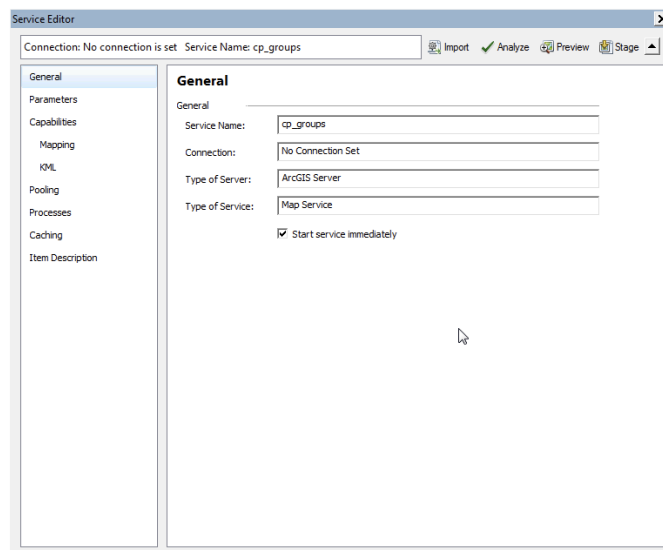 Service Editor
Connection: No connection is set Service Name: cp_groups
Import Analyze Preview Stage
General
Parameters
Capabilities
Mapping
KML
Pooling
Processes
Caching
Item Description
General
General
Service Name: cp_groups
Connection: No Connection Set
Type of Server: ArcGIS Server
Type of Service: Map Service
Start service immediately